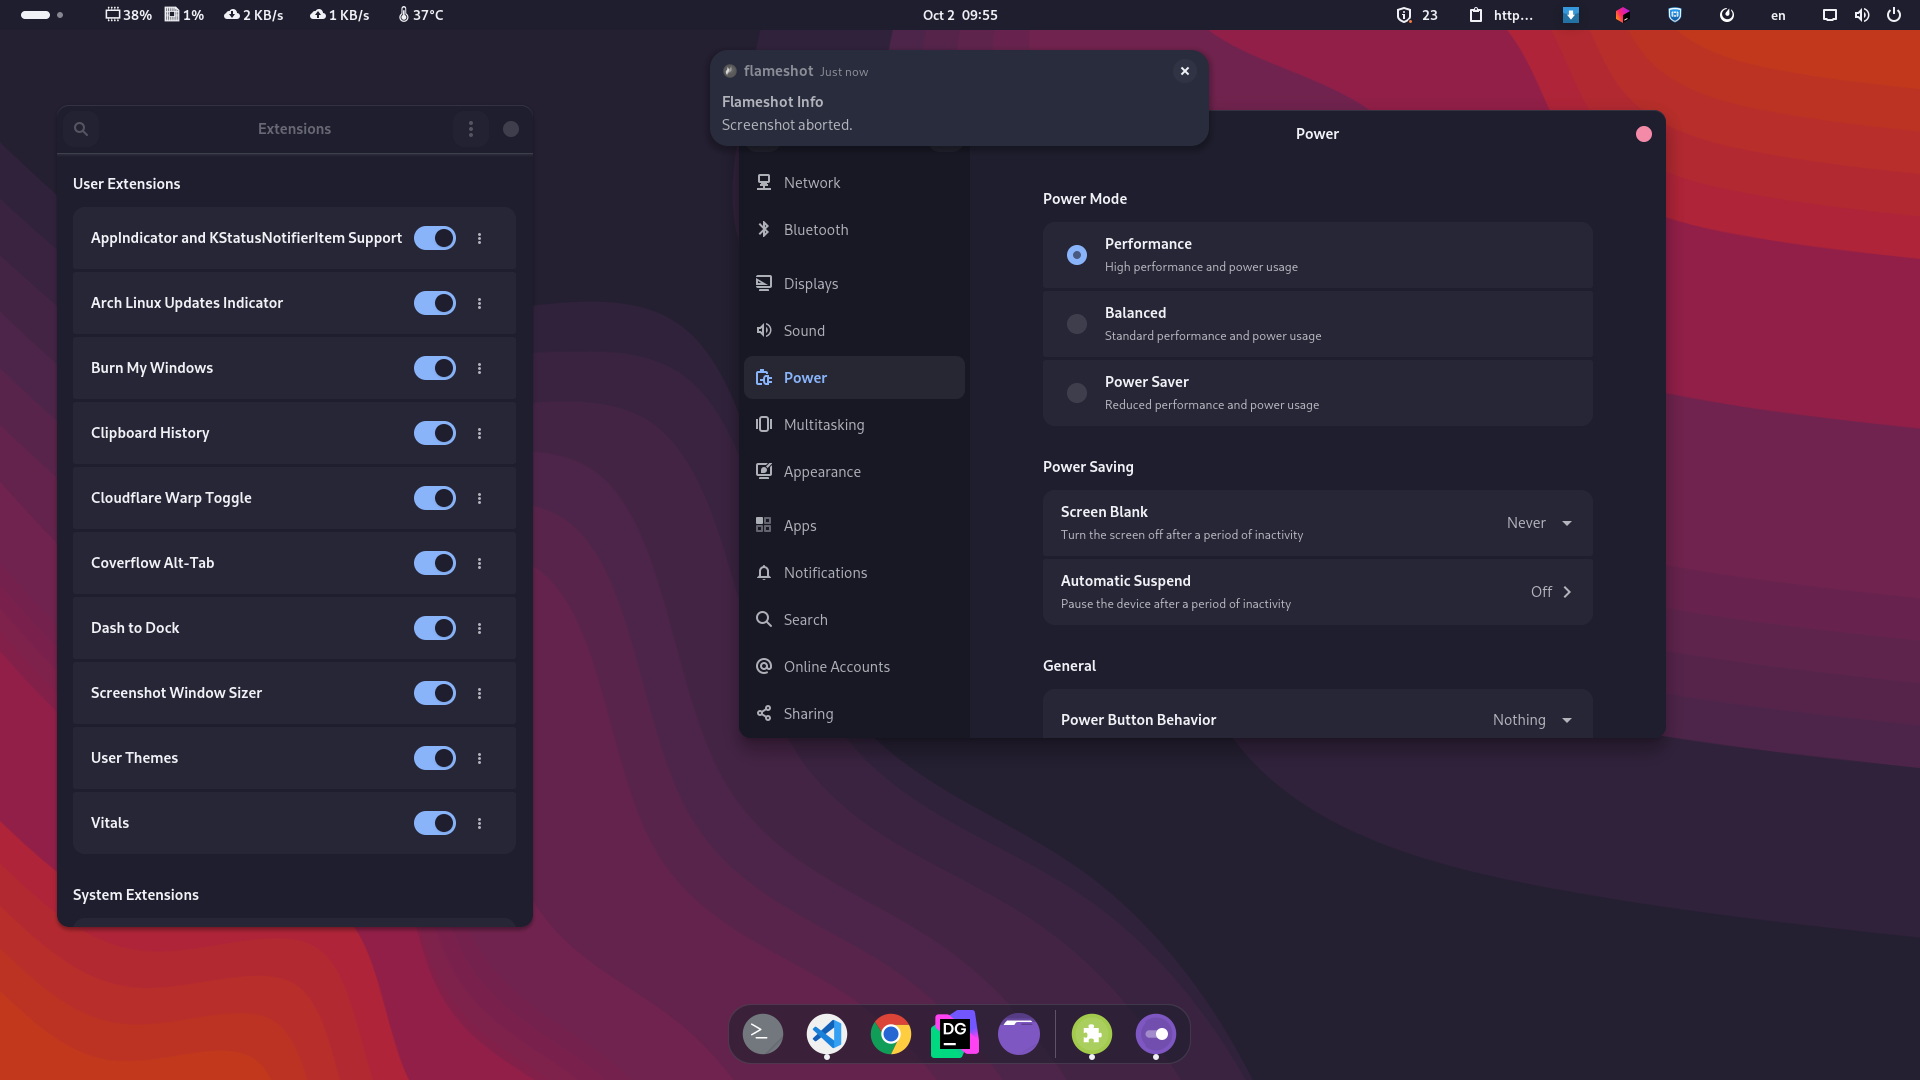 38% 1% 2 KB/s 1 KB/s 37°C
Oct 2 09:55
23 http... en
flameshot Just now
Flameshot Info
Screenshot aborted.
Extensions
User Extensions
AppIndicator and KStatusNotifierItem Support
Arch Linux Updates Indicator
Burn My Windows
Clipboard History
Cloudflare Warp Toggle
Coverflow Alt-Tab
Dash to Dock
Screenshot Window Sizer
User Themes
Vitals
System Extensions
Network
Bluetooth
Displays
Sound
Power
Multitasking
Appearance
Apps
Notifications
Search
Online Accounts
Sharing
Power
Power Mode
Performance
High performance and power usage
Balanced
Standard performance and power usage
Power Saver
Reduced performance and power usage
Power Saving
Screen Blank
Turn the screen off after a period of inactivity
Never
Automatic Suspend
Pause the device after a period of inactivity
Off
General
Power Button Behavior
Nothing
DG